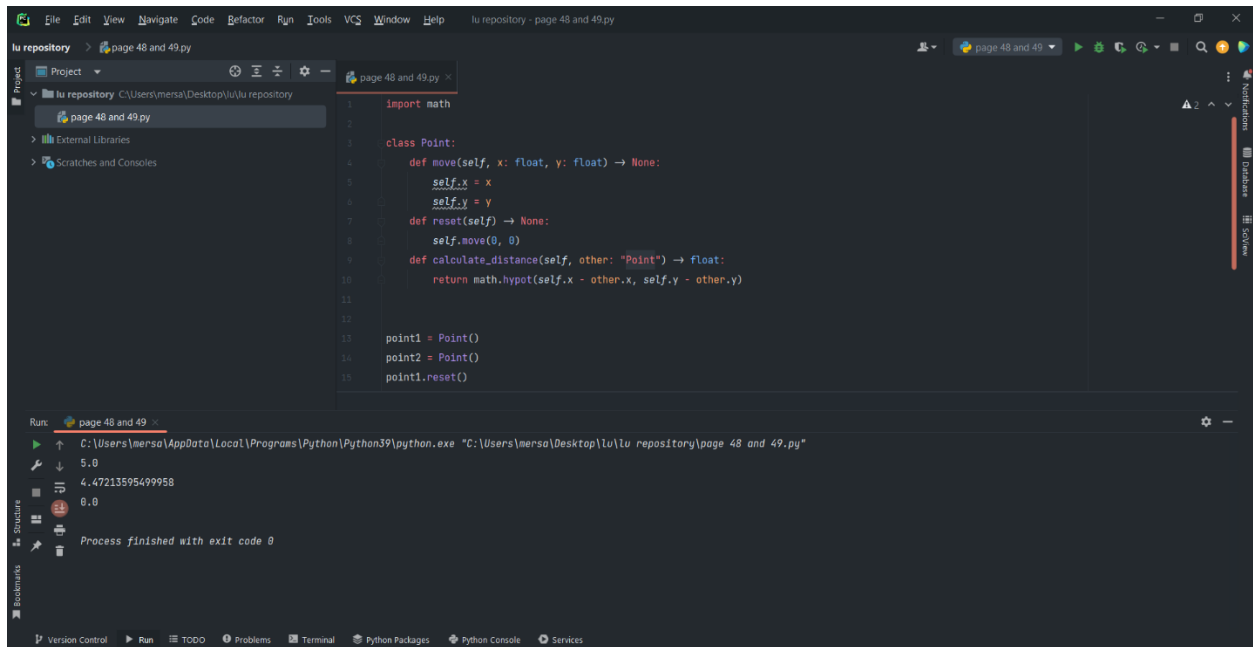 File Edit View Navigate Code Refactor Run Tools VCS Window Help lu repository - page 48 and 49.py
lu repository > page 48 and 49.py
page 48 and 49
Project
Project
page 48 and 49.py
lu repository C:\Users\mersa\Desktop\lu\lu repository
page 48 and 49.py
External Libraries
Scratches and Consoles
1 import math
2
3 class Point:
4 def move(self, x: float, y: float) → None:
5 self.x = x
6 self.y = y
7 def reset(self) → None:
8 self.move(0, 0)
9 def calculate_distance(self, other: "Point") → float:
10 return math.hypot(self.x - other.x, self.y - other.y)
11
12
13 point1 = Point()
14 point2 = Point()
15 point1.reset()
2
Notifications
Database
SciView
Run: page 48 and 49
C:\Users\mersa\AppData\Local\Programs\Python\Python39\python.exe "C:\Users\mersa\Desktop\lu\lu repository\page 48 and 49.py"
5.0
4.47213595499958
0.0
Process finished with exit code 0
Structure
Bookmarks
Version Control Run TODO Problems Terminal Python Packages Python Console Services